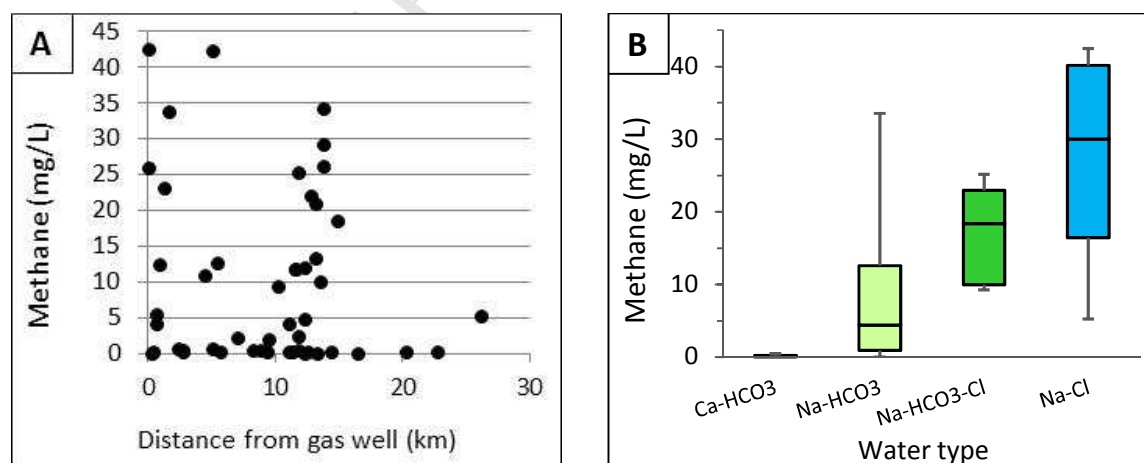 A
Methane (mg/L)
45
40
35
30
25
20
15
10
5
0
0 10 20 30
Distance from gas well (km)
B
Methane (mg/L)
40
30
20
10
0
Ca-HCO3 Na-HCO3 Na-HCO3-Cl Na-Cl
Water type